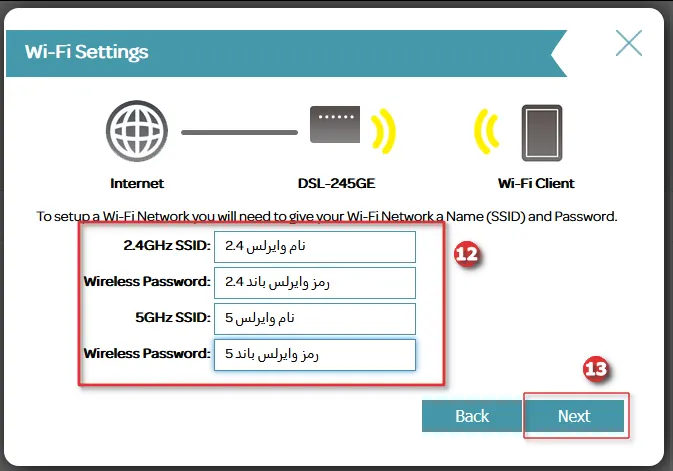 Wi-Fi Settings
Internet
DSL-245GE
Wi-Fi Client
To setup a Wi-Fi Network you will need to give your Wi-Fi Network a Name (SSID) and Password.
2.4GHz SSID: نام وایرلس 2.4
12
Wireless Password: رمز وایرلس باند 2.4
5GHz SSID: نام وایرلس 5
Wireless Password: رمز وایرلس باند 5
13
Back
Next